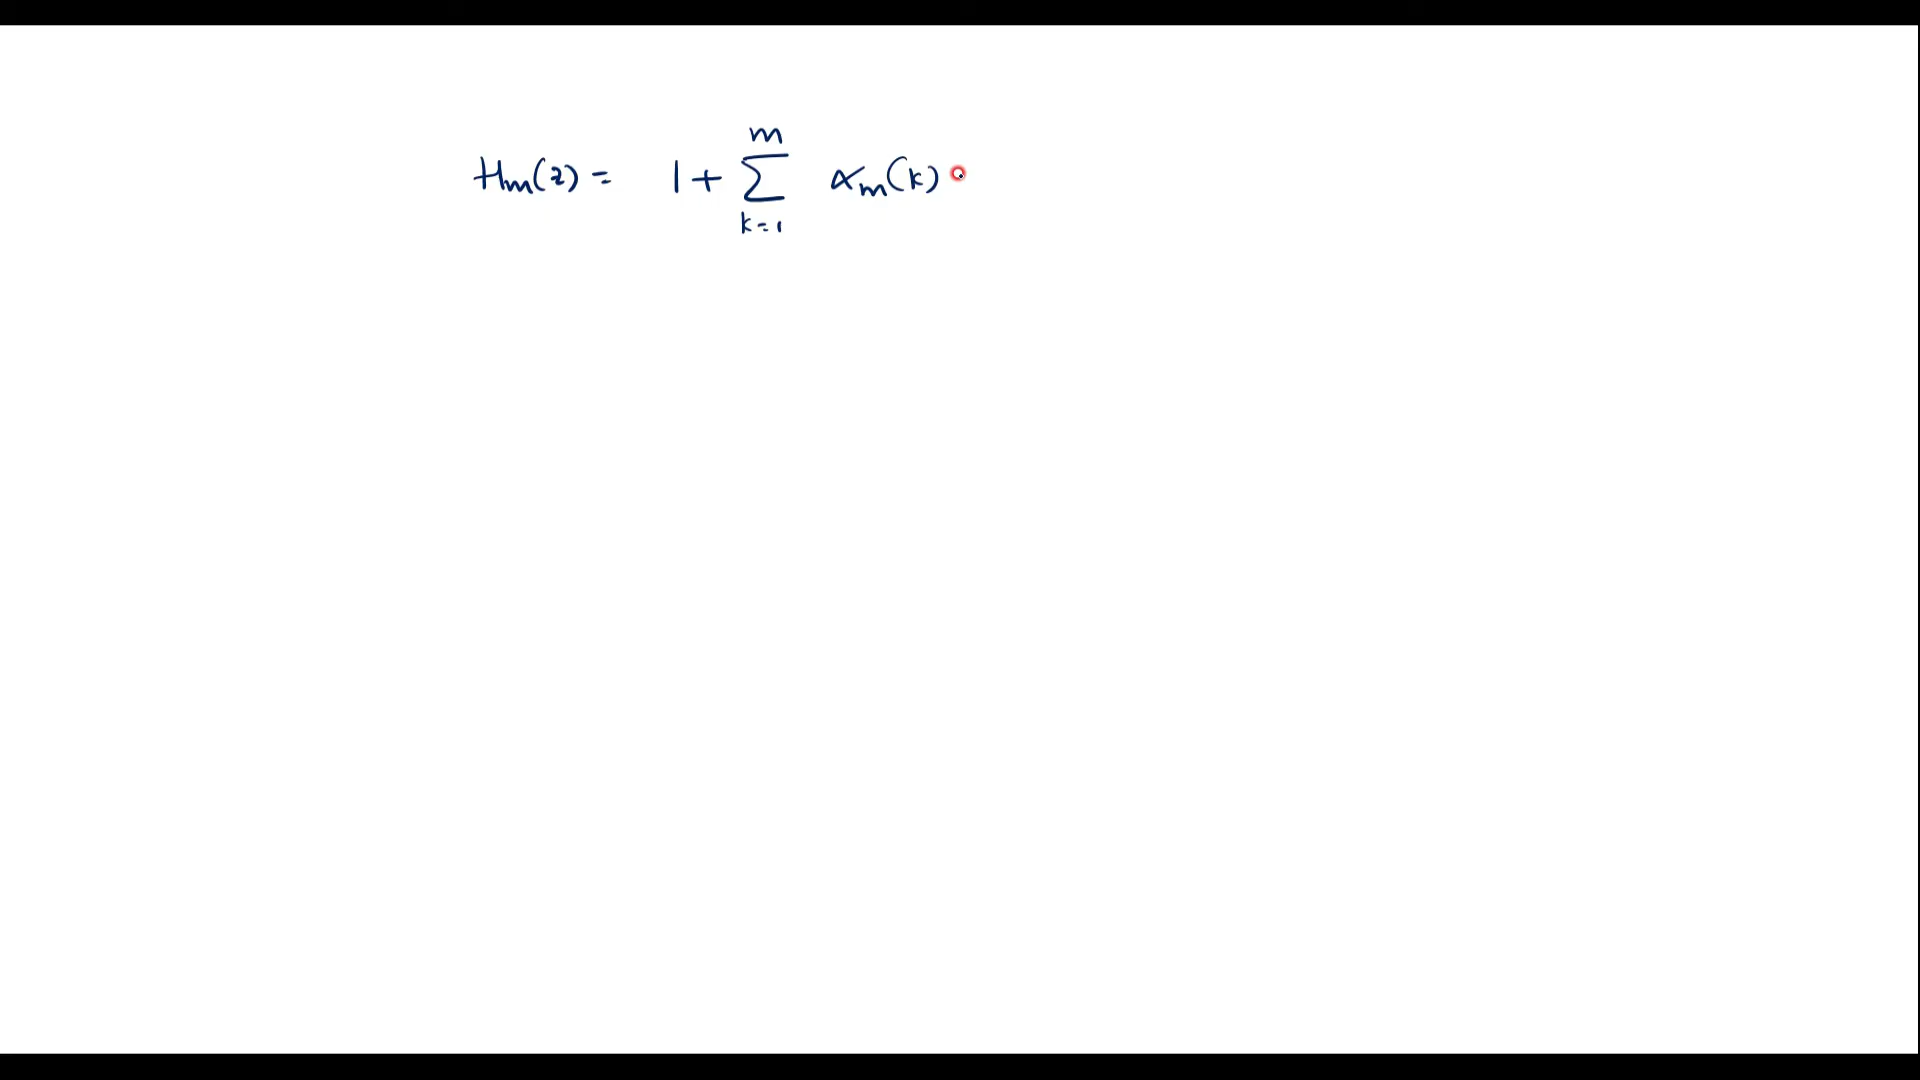 Hm(z) = 1 + ∑_{k=1}^{m} αm(k)